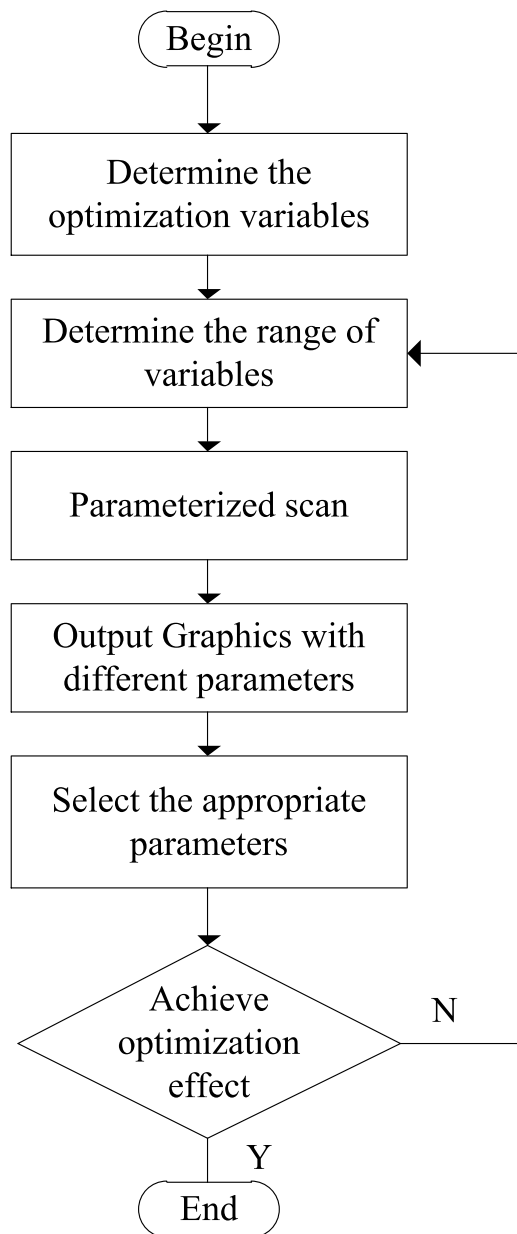 Begin
Determine the
optimization variables
Determine the range of
variables
Parameterized scan
Output Graphics with
different parameters
Select the appropriate
parameters
Achieve
optimization
effect
N
Y
End